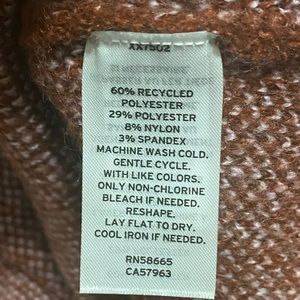 XX1502
60% RECYCLED
POLYESTER
29% POLYESTER
8% NYLON
3% SPANDEX
MACHINE WASH COLD.
GENTLE CYCLE.
WITH LIKE COLORS.
ONLY NON-CHLORINE
BLEACH IF NEEDED.
RESHAPE.
LAY FLAT TO DRY.
COOL IRON IF NEEDED.
RN58665
CA57963